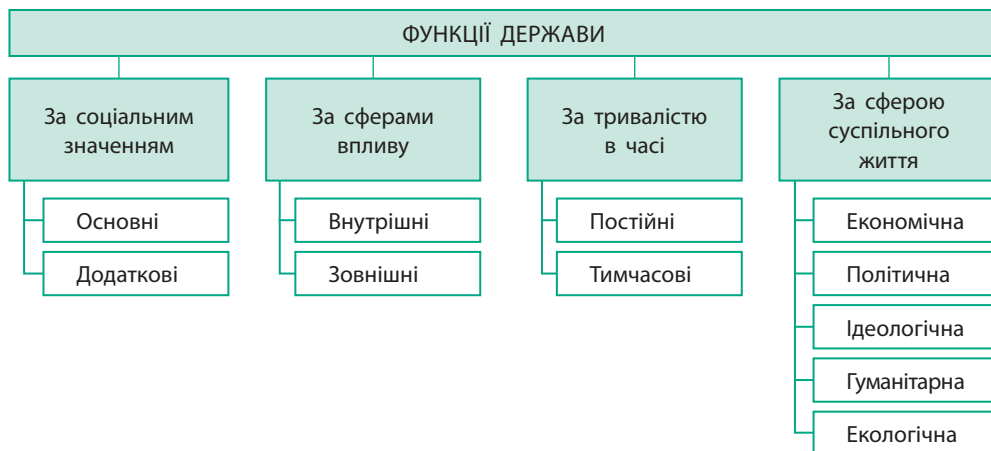 ФУНКЦІЇ ДЕРЖАВИ
За соціальним
значенням
Основні
Додаткові
За сферами
впливу
Внутрішні
Зовнішні
За тривалістю
в часі
Постійні
Тимчасові
За сферою
суспільного
життя
Економічна
Політична
Ідеологічна
Гуманітарна
Екологічна